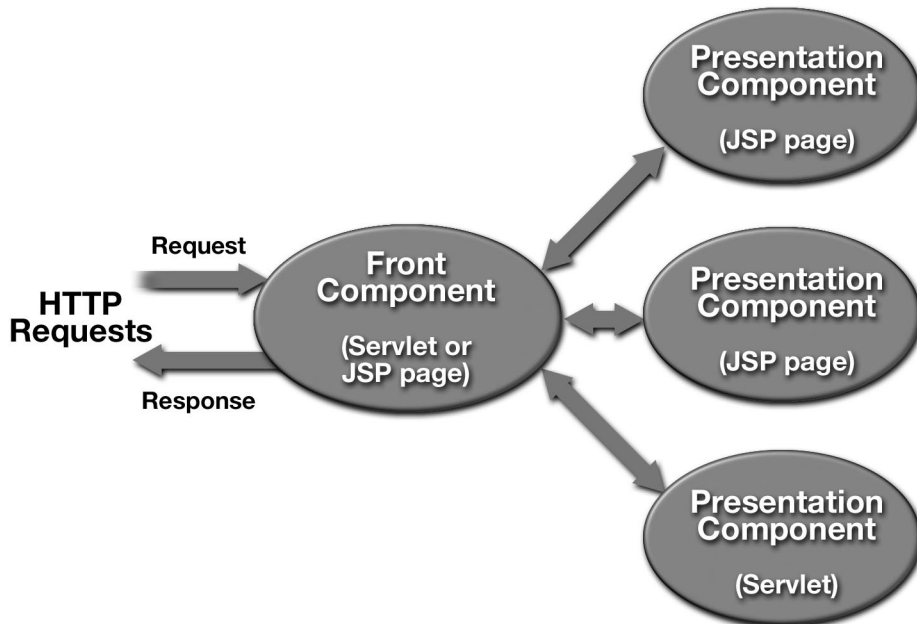 Request
HTTP
Requests
Response
Front
Component
(Servlet or
JSP page)
Presentation
Component
(JSP page)
Presentation
Component
(JSP page)
Presentation
Component
(Servlet)